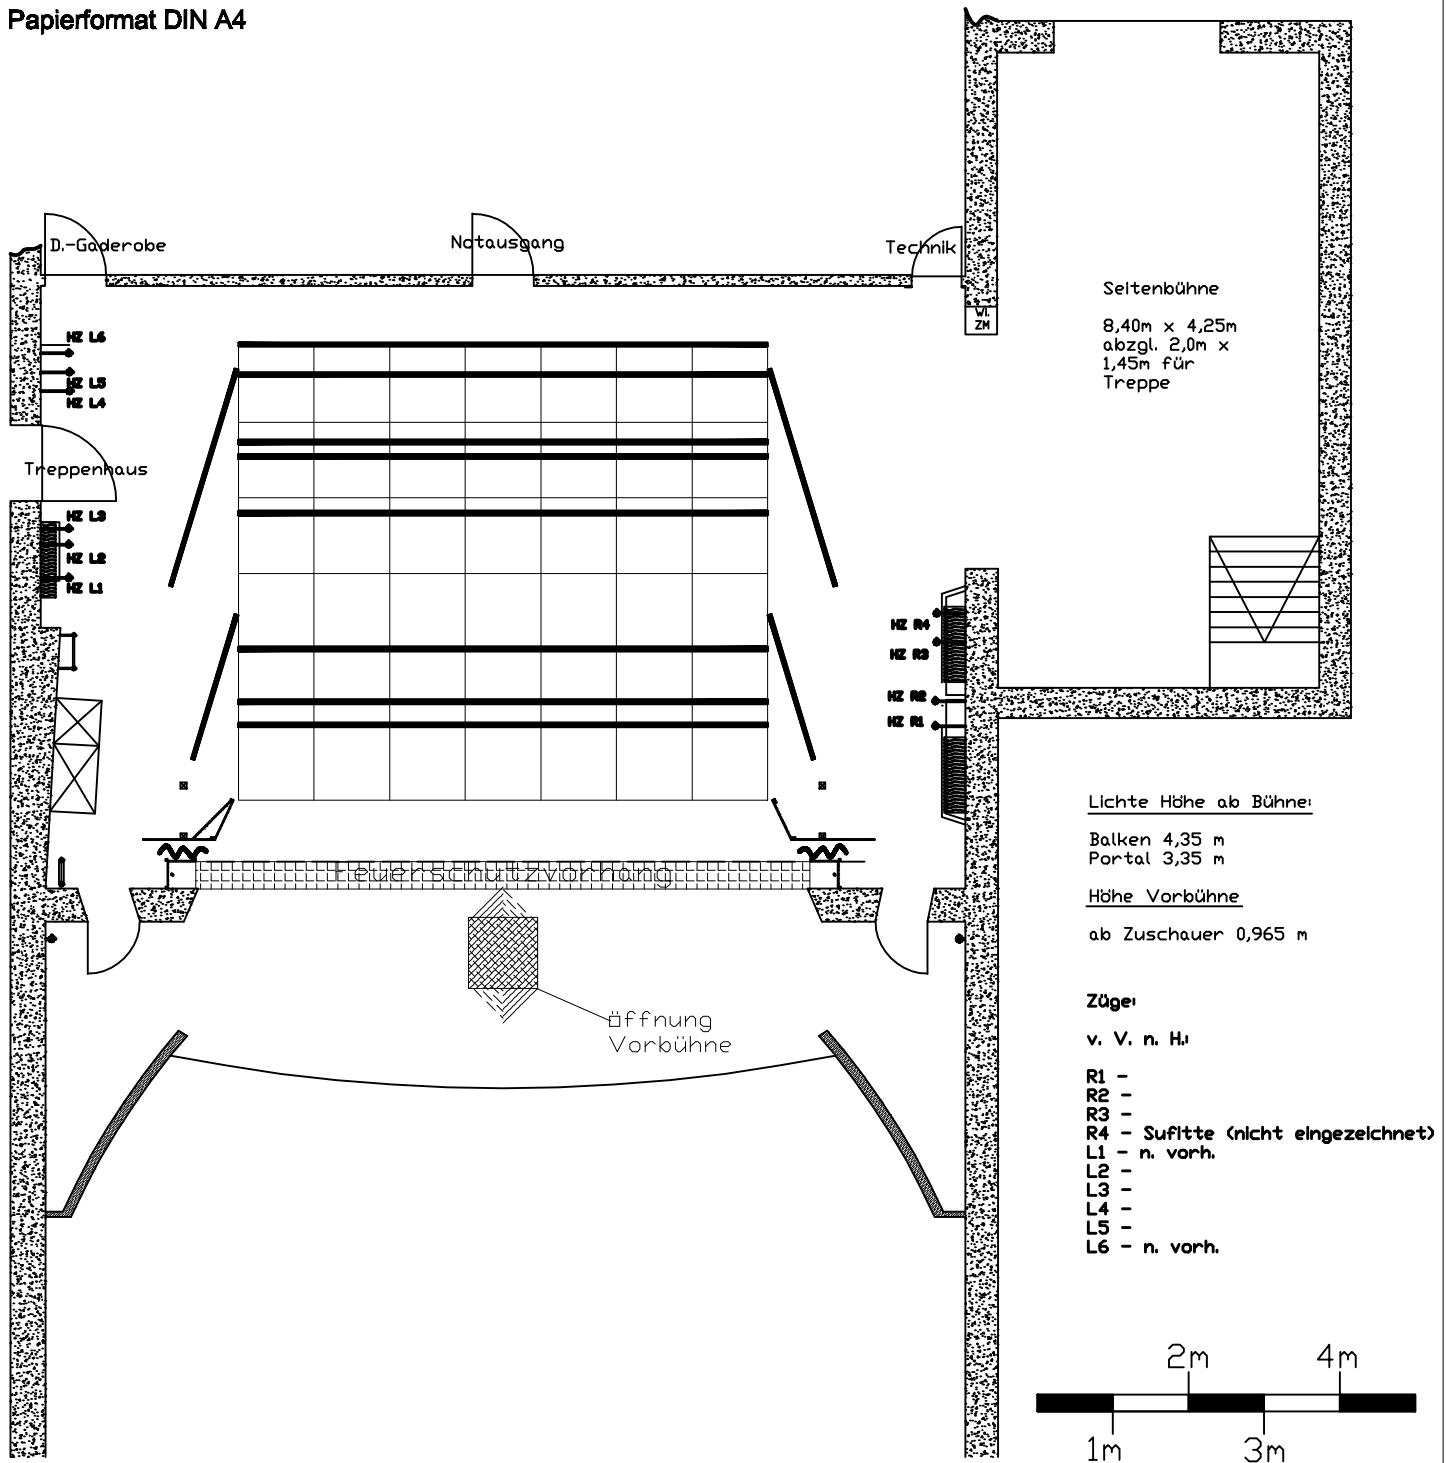 Papierformat DIN A4
D.-Gaderobe
Notausgang
Technik
WI.
ZM
Seitenbühne
8,40m x 4,25m
abzgl. 2,0m x
1,45m für
Treppe
HZ L6
HZ L5
HZ L4
Treppenhaus
HZ L3
HZ L2
HZ L1
HZ R4
HZ R3
HZ R2
HZ R1
Feuerschutzvorhang
Öffnung
Vorbühne
Lichte Höhe ab Bühne:
Balken 4,35 m
Portal 3,35 m
Höhe Vorbühne
ab Zuschauer 0,965 m
Züge:
v. V. n. H.:
R1 -
R2 -
R3 -
R4 - Sufitte (nicht eingezeichnet)
L1 - n. vorh.
L2 -
L3 -
L4 -
L5 -
L6 - n. vorh.
2m 4m
1m 3m